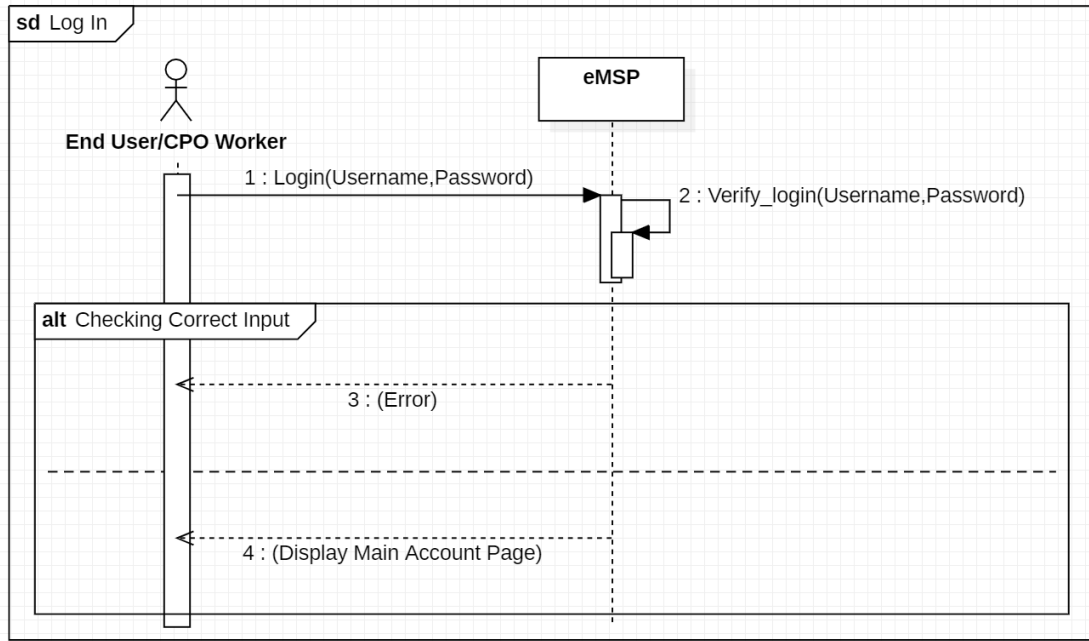 sd Log In
eMSP
End User/CPO Worker
1 : Login(Username,Password)
2 : Verify_login(Username,Password)
alt Checking Correct Input
3 : (Error)
4 : (Display Main Account Page)